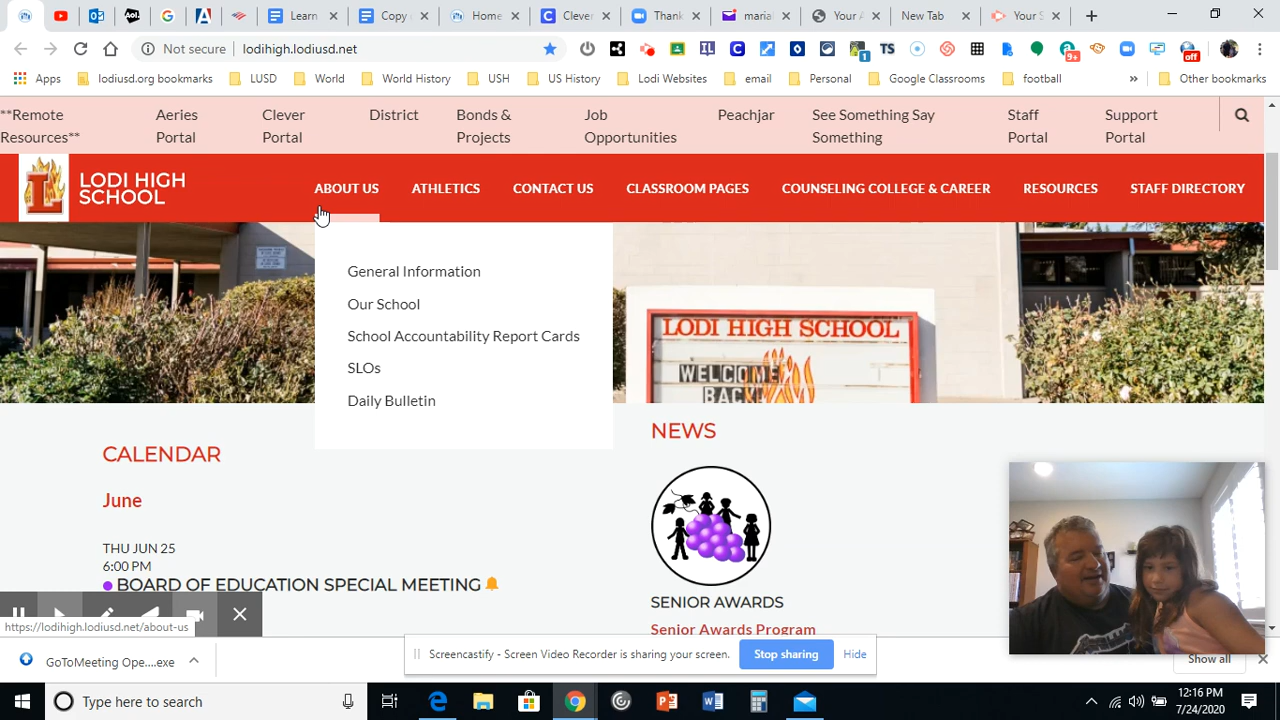 Learn
Copy
Home
Clever
Thank
maria
Your A
New Tab
Your S
Not secure
lodihigh.lodiusd.net
Apps
lodiusd.org bookmarks
LUSD
World
World History
USH
US History
Lodi Websites
email
Personal
Google Classrooms
football
»
Other bookmarks
**Remote Resources**
Aeries Portal
Clever Portal
District
Bonds & Projects
Job Opportunities
Peachjar
See Something Say Something
Staff Portal
Support Portal
LODI HIGH
SCHOOL
ABOUT US
ATHLETICS
CONTACT US
CLASSROOM PAGES
COUNSELING COLLEGE & CAREER
RESOURCES
STAFF DIRECTORY
General Information
Our School
School Accountability Report Cards
SLOs
Daily Bulletin
LODI HIGH SCHOOL
WELCOME
BACK!
CALENDAR
June
THU JUN 25
6:00 PM
BOARD OF EDUCATION SPECIAL MEETING
NEWS
SENIOR AWARDS
Senior Awards Program
https://lodihigh.lodiusd.net/about-us
GoToMeeting Ope....exe
Screencastify - Screen Video Recorder is sharing your screen.
Stop sharing
Hide
Show all
Type here to search
12:16 PM
7/24/2020